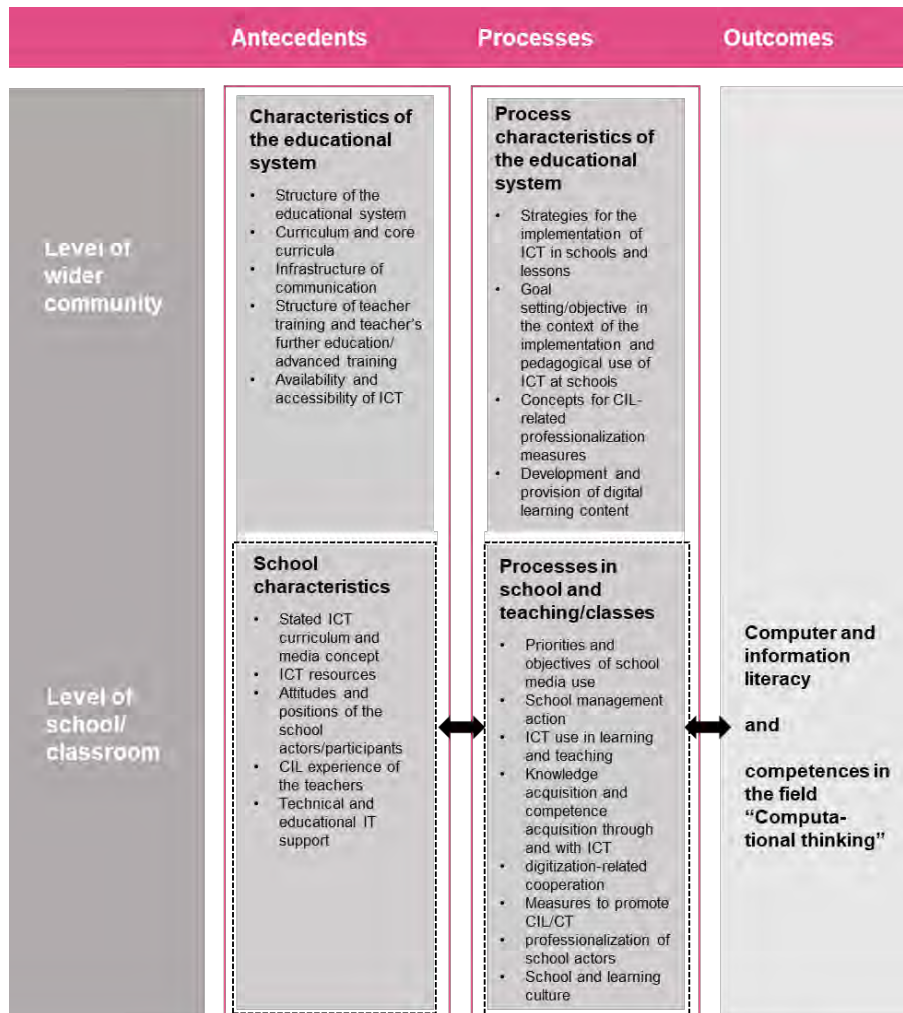 Antecedents
Processes
Outcomes
Level of
wider
community
Characteristics of
the educational
system
• Structure of the
educational system
• Curriculum and core
curricula
• Infrastructure of
communication
• Structure of teacher
training and teacher's
further education/
advanced training
• Availability and
accessibility of ICT
Process
characteristics of
the educational
system
• Strategies for the
implementation of
ICT in schools and
lessons
• Goal
setting/objective in
the context of the
implementation and
pedagogical use of
ICT at schools
• Concepts for CIL-
related
professionalization
measures
• Development and
provision of digital
learning content
Level of
school/
classroom
School
characteristics
• Stated ICT
curriculum and
media concept
• ICT resources
• Attitudes and
positions of the
school
actors/participants
• CIL experience of
the teachers
• Technical and
educational IT
support
Processes in
school and
teaching/classes
• Priorities and
objectives of school
media use
• School management
action
• ICT use in learning
and teaching
• Knowledge
acquisition and
competence
acquisition through
and with ICT
• digitization-related
cooperation
• Measures to promote
CIL/CT
• professionalization of
school actors
• School and learning
culture
Computer and
information
literacy
and
competences in
the field
“Computa-
tional thinking”